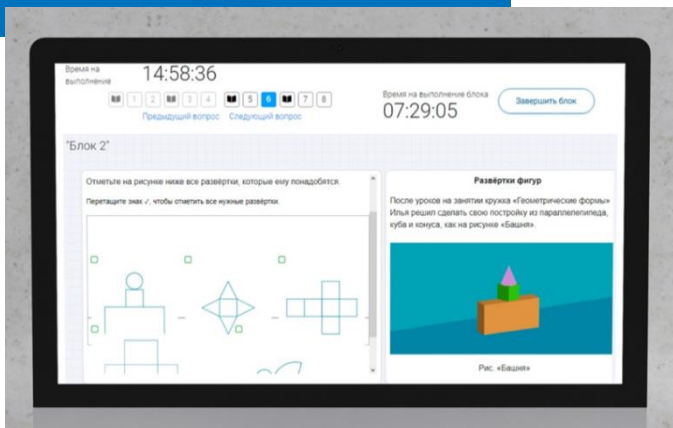 Время на
выполнение
14:58:36
1 2 3 4 5 6 7 8
Предыдущий вопрос Следующий вопрос
Время на выполнение блока
07:29:05
Завершить блок
"Блок 2"
Отметьте на рисунке ниже все развёртки, которые ему понадобятся.
Перетащите знак ✓, чтобы отметить все нужные развёртки.
Развёртки фигур
После уроков на занятии кружка «Геометрические формы»
Илья решил сделать свою постройку из параллелепипеда,
куба и конуса, как на рисунке «Башня».
Рис. «Башня»